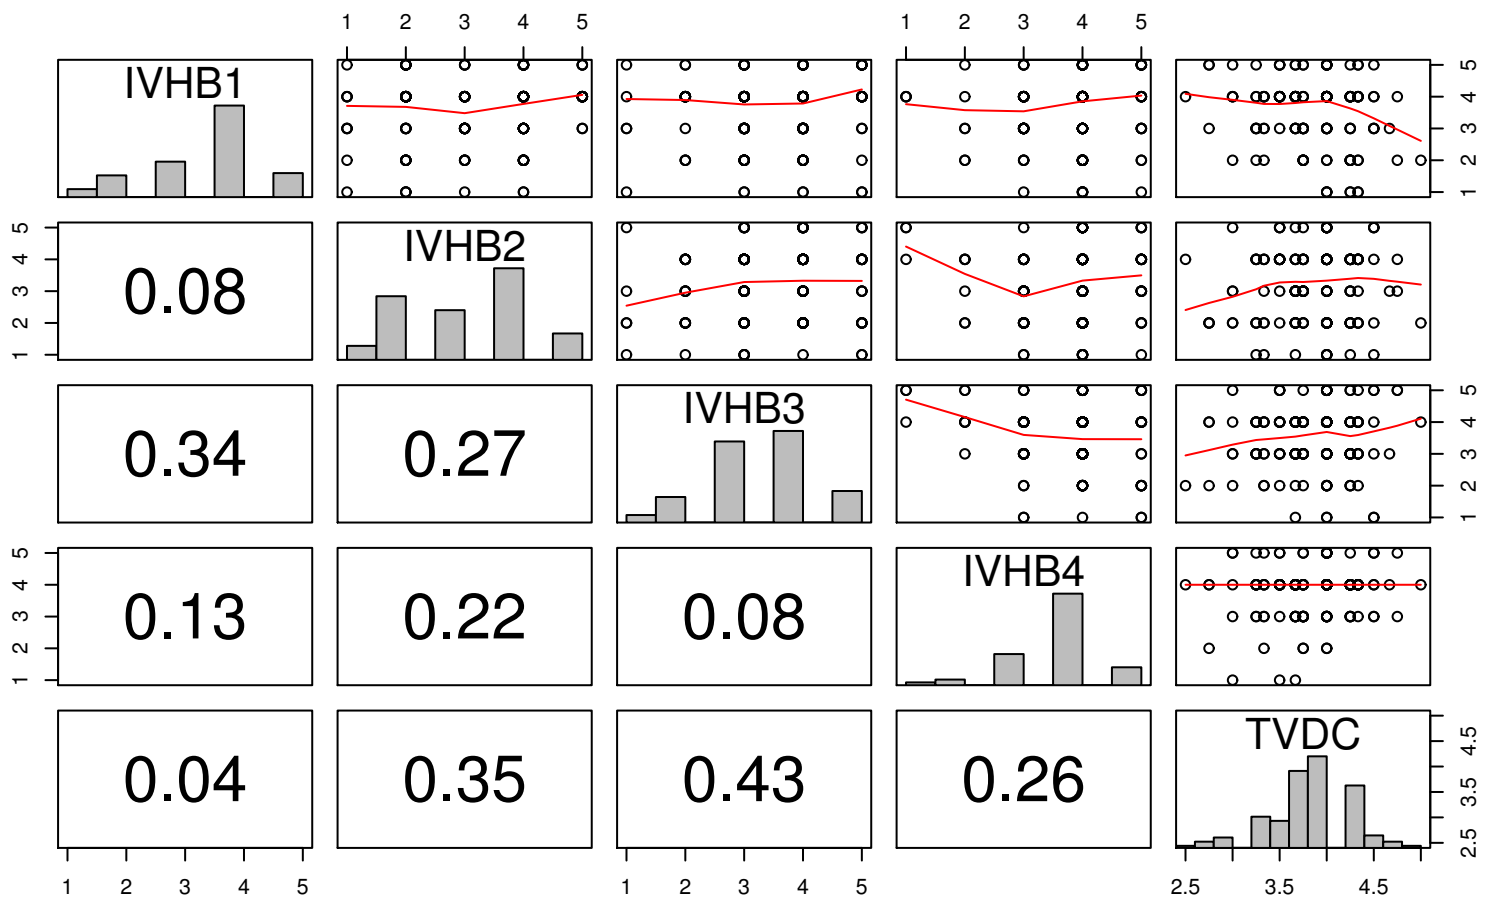 1 2 3 4 5 1 2 3 4 5
IVHB1 1 2 3 4 5
1 2 3 4 5 0.08 IVHB2
0.34 0.27 IVHB3 1 2 3 4 5
1 2 3 4 5 0.13 0.22 0.08 IVHB4
0.04 0.35 0.43 0.26 TVDC 2.5 3.5 4.5
1 2 3 4 5 1 2 3 4 5 2.5 3.5 4.5